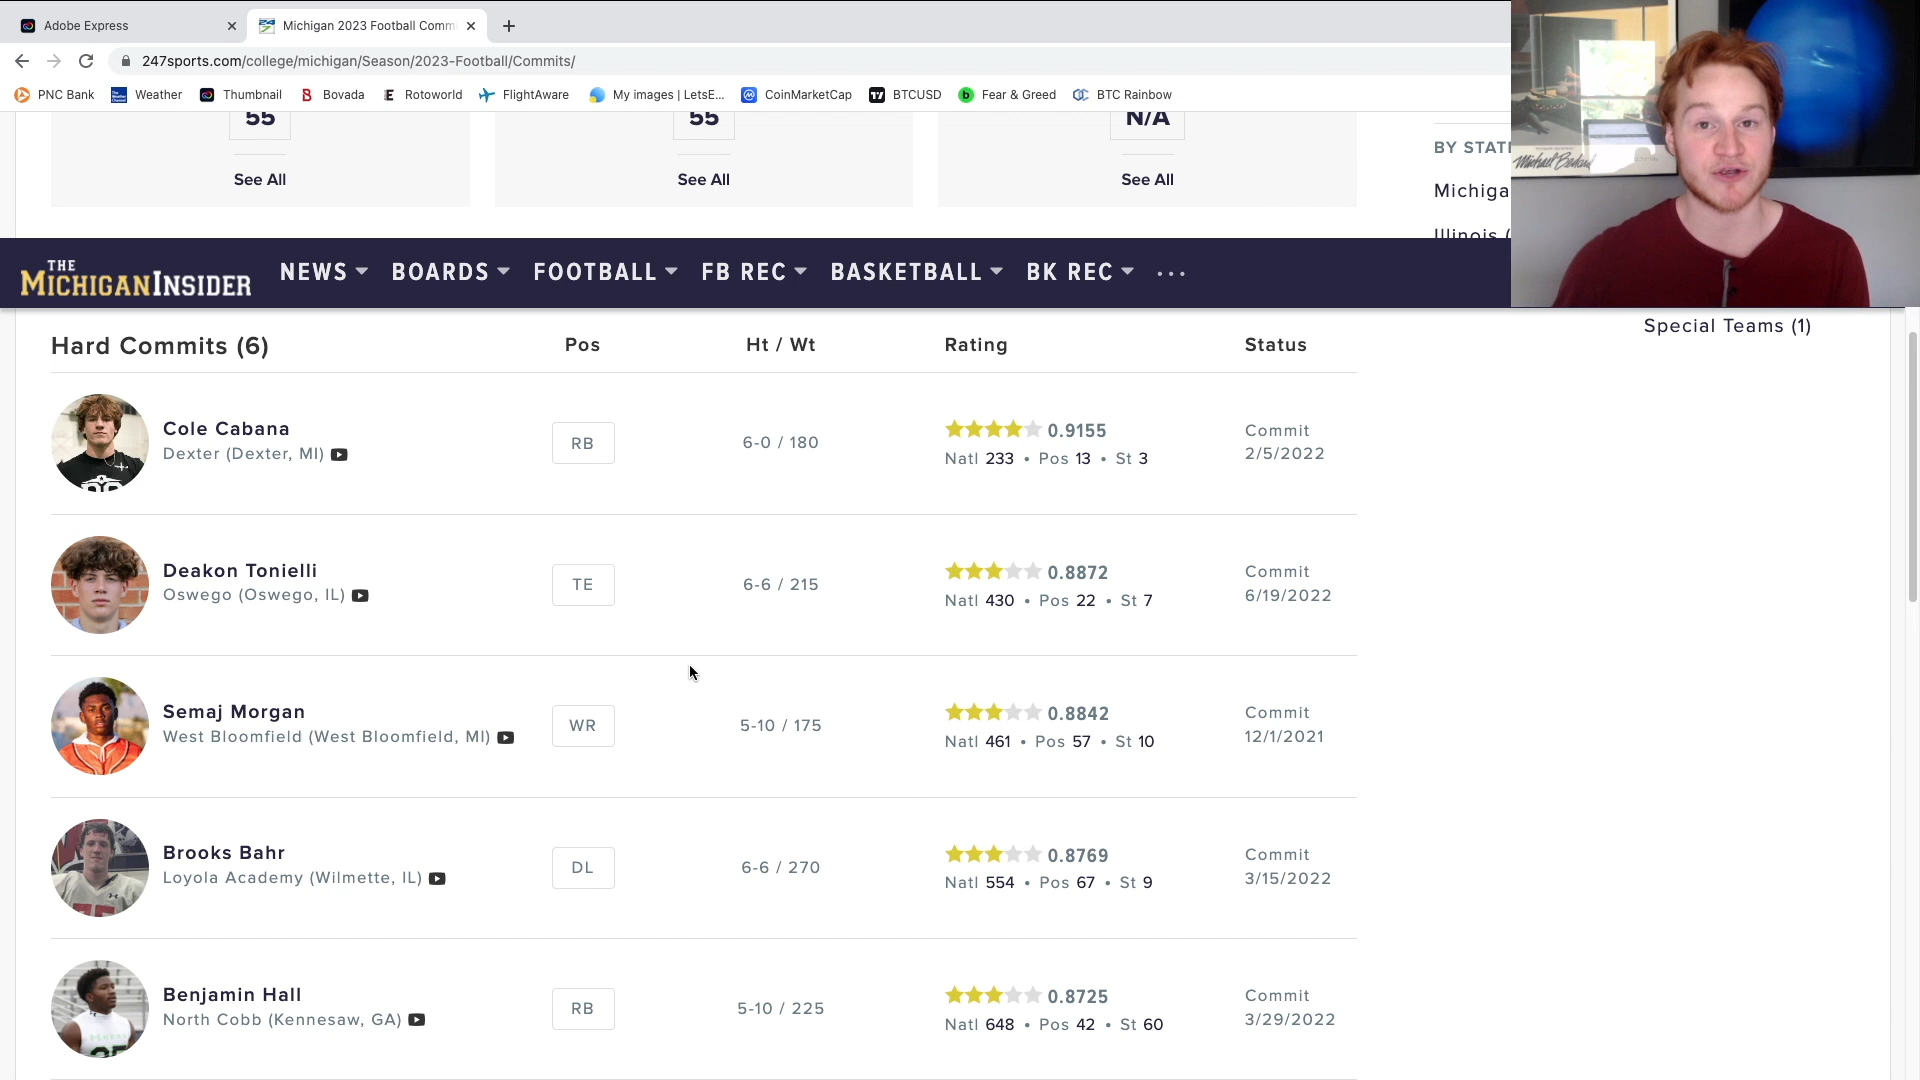 Adobe Express
Michigan 2023 Football Comm
247sports.com/college/michigan/Season/2023-Football/Commits/
PNC Bank Weather Thumbnail Bovada Rotoworld FlightAware My images | LetsE... CoinMarketCap BTCUSD Fear & Greed BTC Rainbow
55 55 N/A
See All See All See All
BY STAT
Michiga
Illinois (
Michael Bedard
THE
MICHIGANINSIDER
NEWS BOARDS FOOTBALL FB REC BASKETBALL BK REC ...
Special Teams (1)
Hard Commits (6) Pos Ht / Wt Rating Status
Cole Cabana
Dexter (Dexter, MI)
RB 6-0 / 180
0.9155
Natl 233 • Pos 13 • St 3
Commit
2/5/2022
Deakon Tonielli
Oswego (Oswego, IL)
TE 6-6 / 215
0.8872
Natl 430 • Pos 22 • St 7
Commit
6/19/2022
Semaj Morgan
West Bloomfield (West Bloomfield, MI)
WR 5-10 / 175
0.8842
Natl 461 • Pos 57 • St 10
Commit
12/1/2021
Brooks Bahr
Loyola Academy (Wilmette, IL)
DL 6-6 / 270
0.8769
Natl 554 • Pos 67 • St 9
Commit
3/15/2022
Benjamin Hall
North Cobb (Kennesaw, GA)
RB 5-10 / 225
0.8725
Natl 648 • Pos 42 • St 60
Commit
3/29/2022